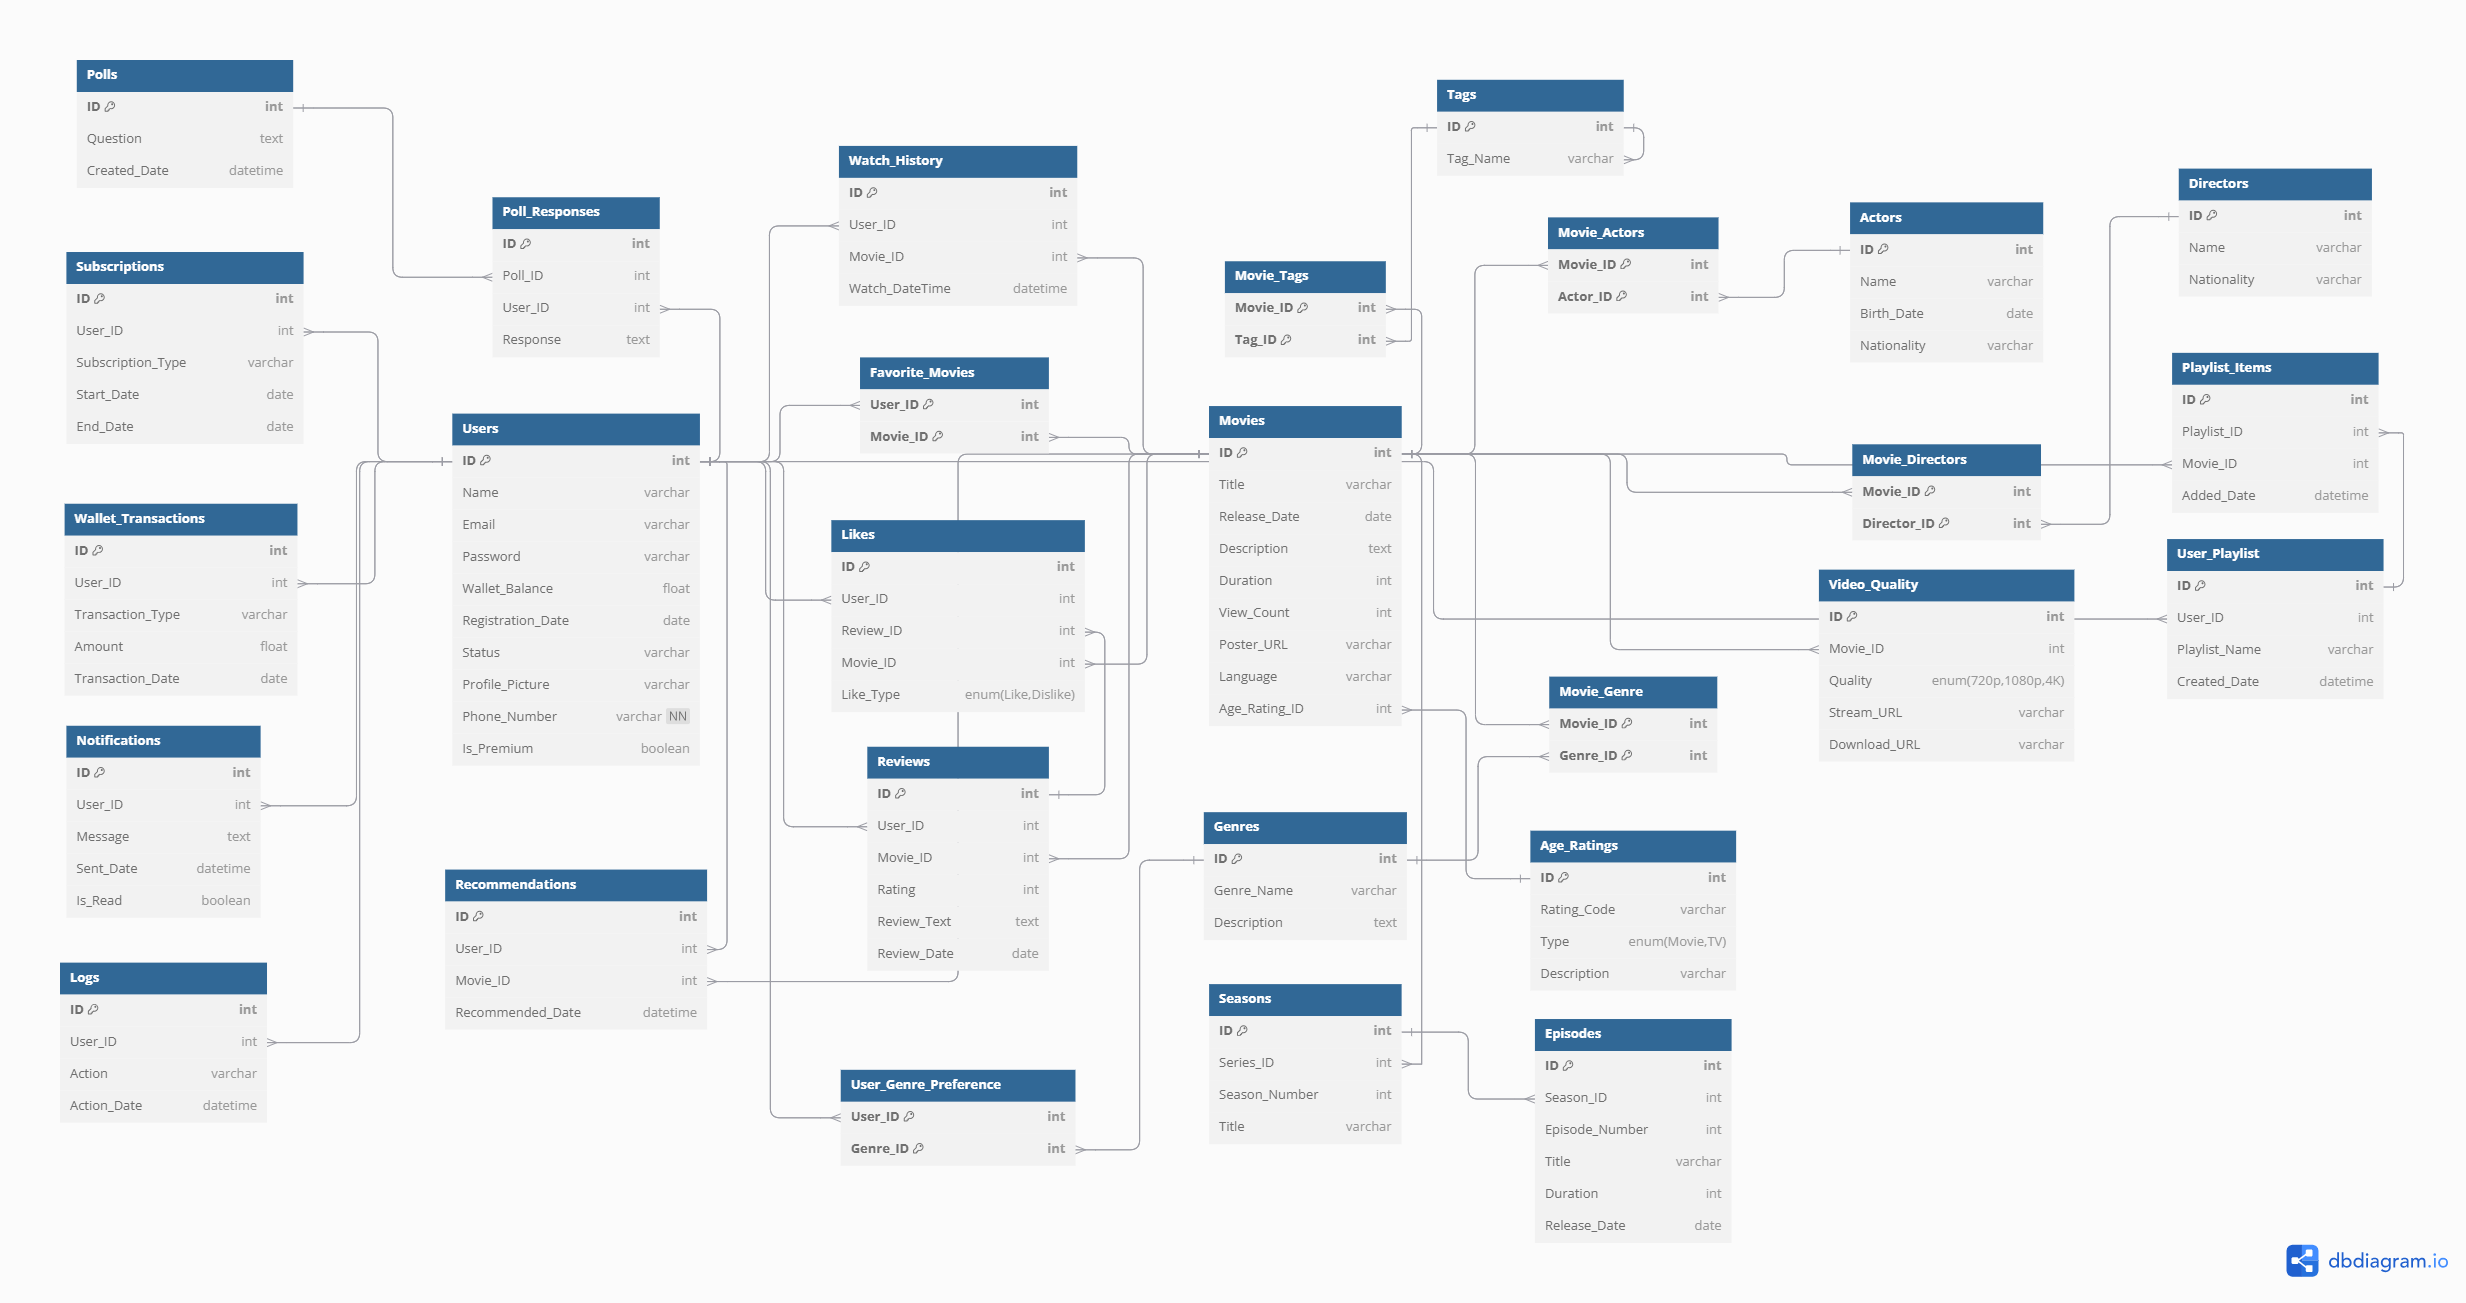 Polls
ID int
Question text
Created_Date datetime
Subscriptions
ID int
User_ID int
Subscription_Type varchar
Start_Date date
End_Date date
Wallet_Transactions
ID int
User_ID int
Transaction_Type varchar
Amount float
Transaction_Date date
Notifications
ID int
User_ID int
Message text
Sent_Date datetime
Is_Read boolean
Logs
ID int
User_ID int
Action varchar
Action_Date datetime
Poll_Responses
ID int
Poll_ID int
User_ID int
Response text
Users
ID int
Name varchar
Email varchar
Password varchar
Wallet_Balance float
Registration_Date date
Status varchar
Profile_Picture varchar
Phone_Number varchar NN
Is_Premium boolean
Recommendations
ID int
User_ID int
Movie_ID int
Recommended_Date datetime
Watch_History
ID int
User_ID int
Movie_ID int
Watch_DateTime datetime
Favorite_Movies
User_ID int
Movie_ID int
Likes
ID int
User_ID int
Review_ID int
Movie_ID int
Like_Type enum(Like,Dislike)
Reviews
ID int
User_ID int
Movie_ID int
Rating int
Review_Text text
Review_Date date
User_Genre_Preference
User_ID int
Genre_ID int
Tags
ID int
Tag_Name varchar
Movie_Tags
Movie_ID int
Tag_ID int
Movies
ID int
Title varchar
Release_Date date
Description text
Duration int
View_Count int
Poster_URL varchar
Language varchar
Age_Rating_ID int
Genres
ID int
Genre_Name varchar
Description text
Seasons
ID int
Series_ID int
Season_Number int
Title varchar
Movie_Actors
Movie_ID int
Actor_ID int
Movie_Genre
Movie_ID int
Genre_ID int
Age_Ratings
ID int
Rating_Code varchar
Type enum(Movie,TV)
Description varchar
Episodes
ID int
Season_ID int
Episode_Number int
Title varchar
Duration int
Release_Date date
Actors
ID int
Name varchar
Birth_Date date
Nationality varchar
Movie_Directors
Movie_ID int
Director_ID int
Video_Quality
ID int
Movie_ID int
Quality enum(720p,1080p,4K)
Stream_URL varchar
Download_URL varchar
Directors
ID int
Name varchar
Nationality varchar
Playlist_Items
ID int
Playlist_ID int
Movie_ID int
Added_Date datetime
User_Playlist
ID int
User_ID int
Playlist_Name varchar
Created_Date datetime
dbdiagram.io